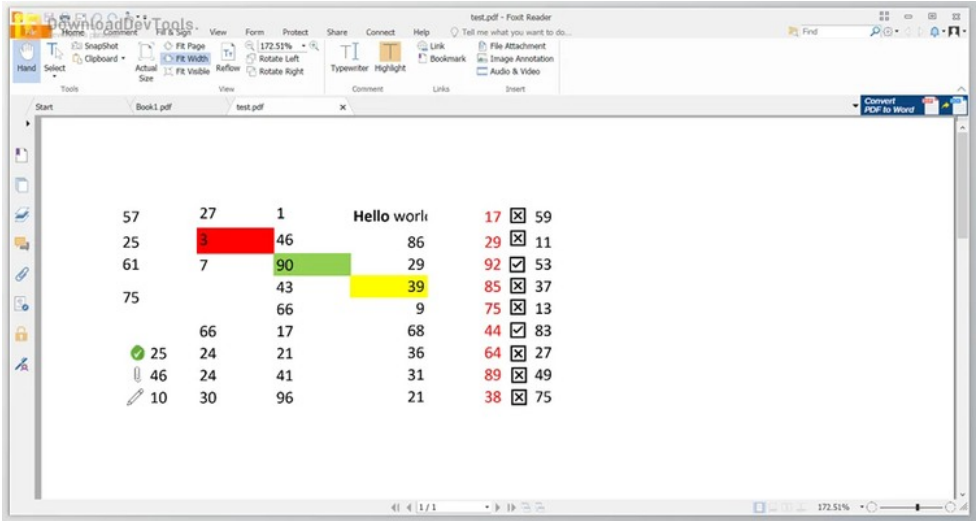 test.pdf - Foxit Reader
DownloadDevTools.
File Home Comment Fill & Sign View Form Protect Share Connect Help Tell me what you want to do...
Find
Hand
Select
SnapShot
Clipboard
Tools
Actual Size
Fit Page
Fit Width
Fit Visible
Reflow
172.51%
Rotate Left
Rotate Right
View
Typewriter
Highlight
Comment
Link
Bookmark
Links
File Attachment
Image Annotation
Audio & Video
Insert
Start Book1.pdf test.pdf
Convert
PDF to Word
57 27 1 Hello worl 17 59
25 3 46 86 29 11
61 7 90 29 92 53
75 43 39 85 37
66 9 75 13
66 17 68 44 83
25 24 21 36 64 27
46 24 41 31 89 49
10 30 96 21 38 75
1 / 1
172.51%